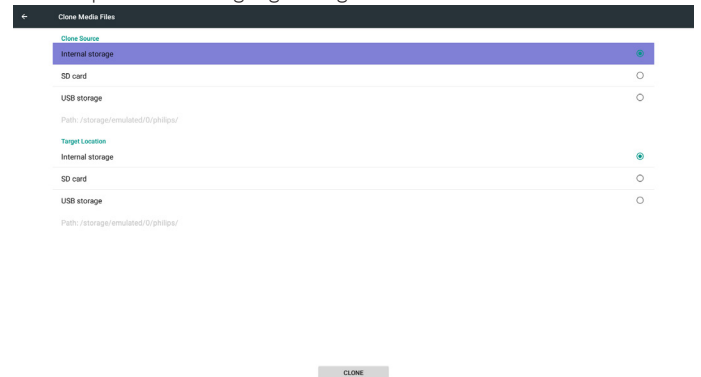 Clone Media Files
Clone Source
Internal storage
SD card
USB storage
Path: /storage/emulated/0/philips/
Target Location
Internal storage
SD card
USB storage
Path: /storage/emulated/0/philips/
CLONE